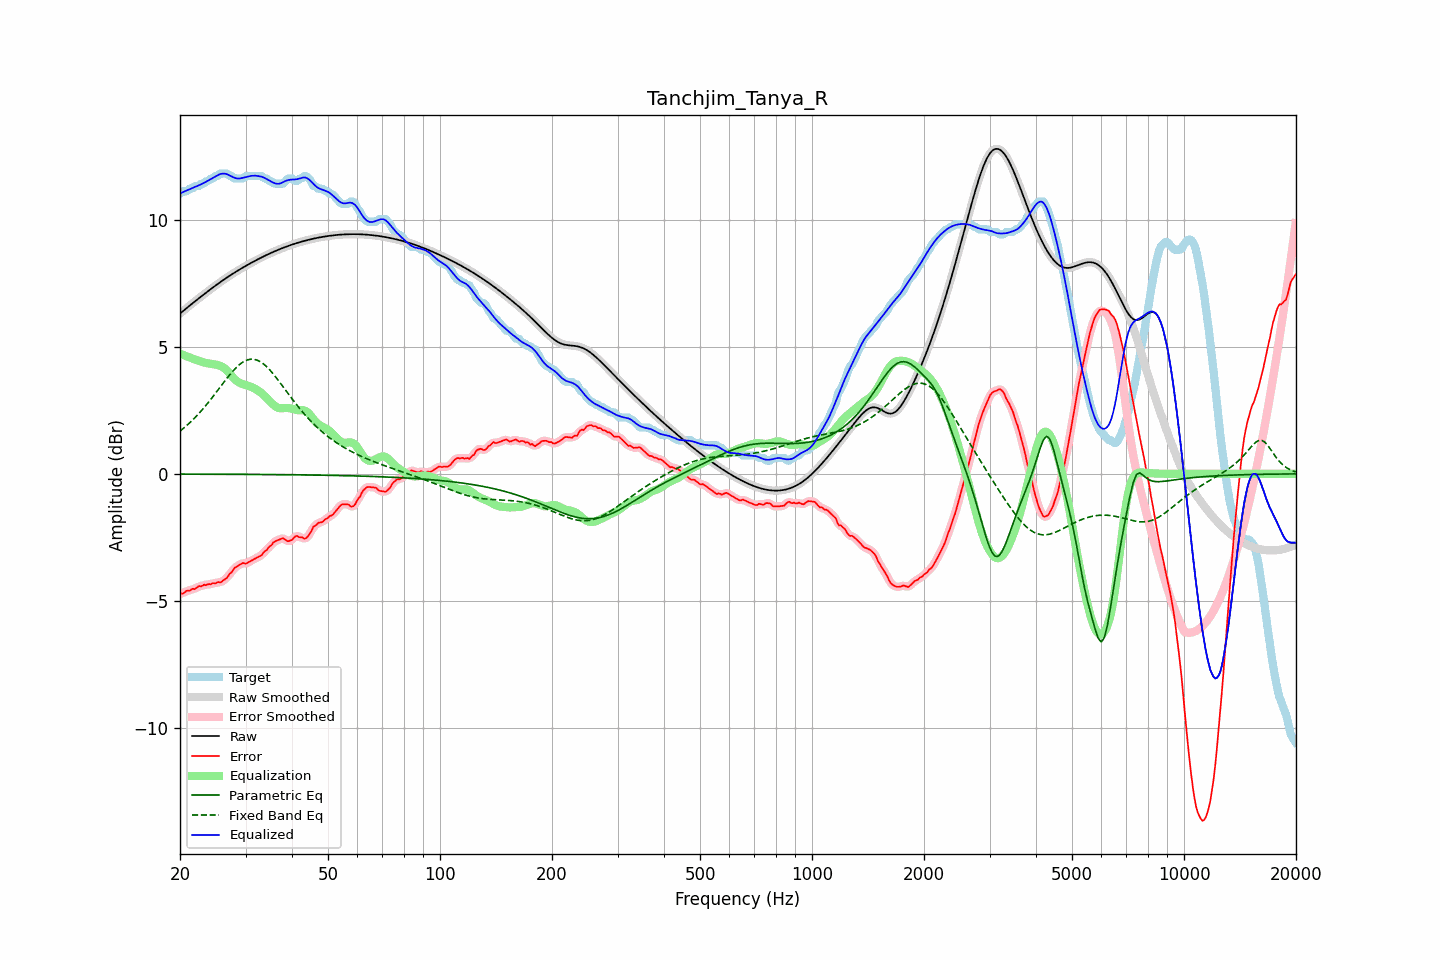 Tanchjim_Tanya_R
Amplitude (dBr)
10
5
0
−5
−10
Target
Raw Smoothed
Error Smoothed
Raw
Error
Equalization
Parametric Eq
Fixed Band Eq
Equalized
20 50 100 200 500 1000 2000 5000 10000 20000
Frequency (Hz)